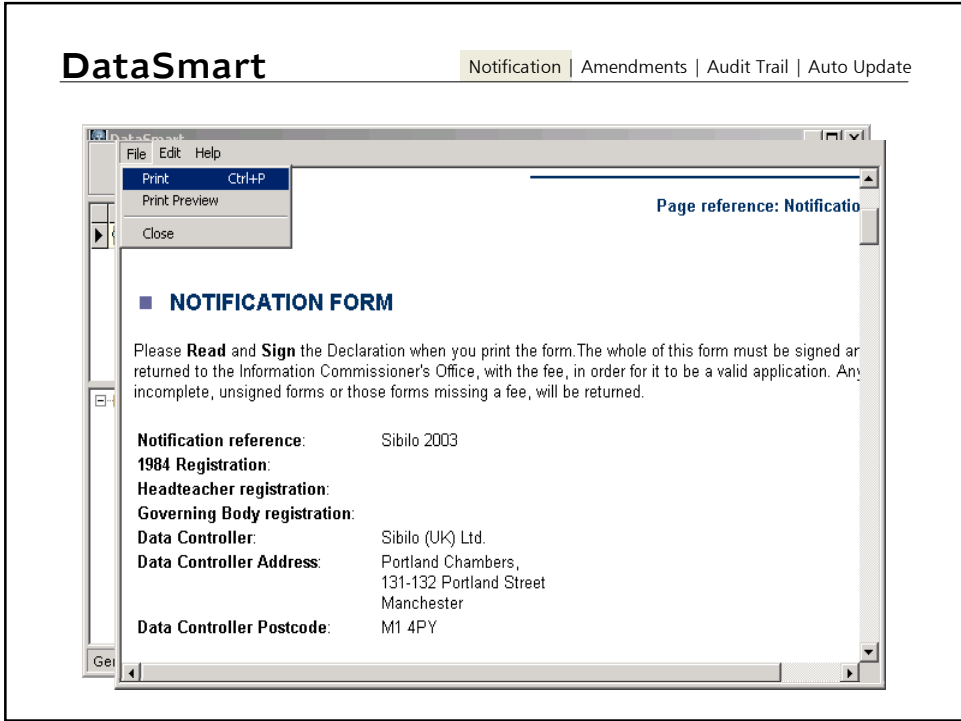 DataSmart
Notification | Amendments | Audit Trail | Auto Update
DataSmart
File Edit Help
Print Ctrl+P
Print Preview
Close
Page reference: Notificatio
NOTIFICATION FORM
Please Read and Sign the Declaration when you print the form.The whole of this form must be signed an
returned to the Information Commissioner's Office, with the fee, in order for it to be a valid application. Any
incomplete, unsigned forms or those forms missing a fee, will be returned.
Notification reference: Sibilo 2003
1984 Registration:
Headteacher registration:
Governing Body registration:
Data Controller: Sibilo (UK) Ltd.
Data Controller Address: Portland Chambers,
131-132 Portland Street
Manchester
Data Controller Postcode: M1 4PY
Ger